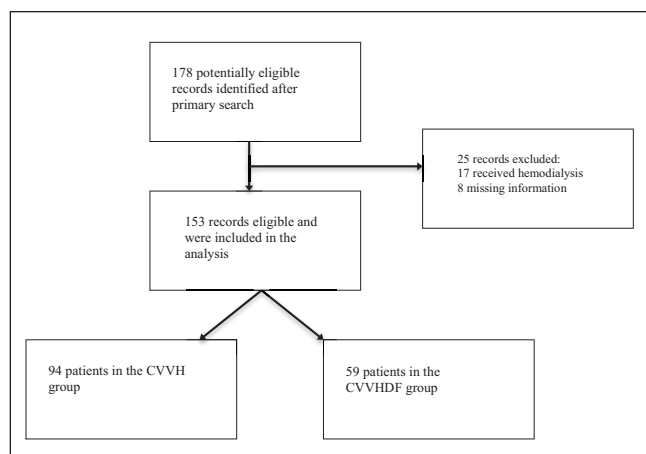 178 potentially eligible
records identified after
primary search
25 records excluded:
17 received hemodialysis
8 missing information
153 records eligible and
were included in the
analysis
94 patients in the CVVH
group
59 patients in the
CVVHDF group